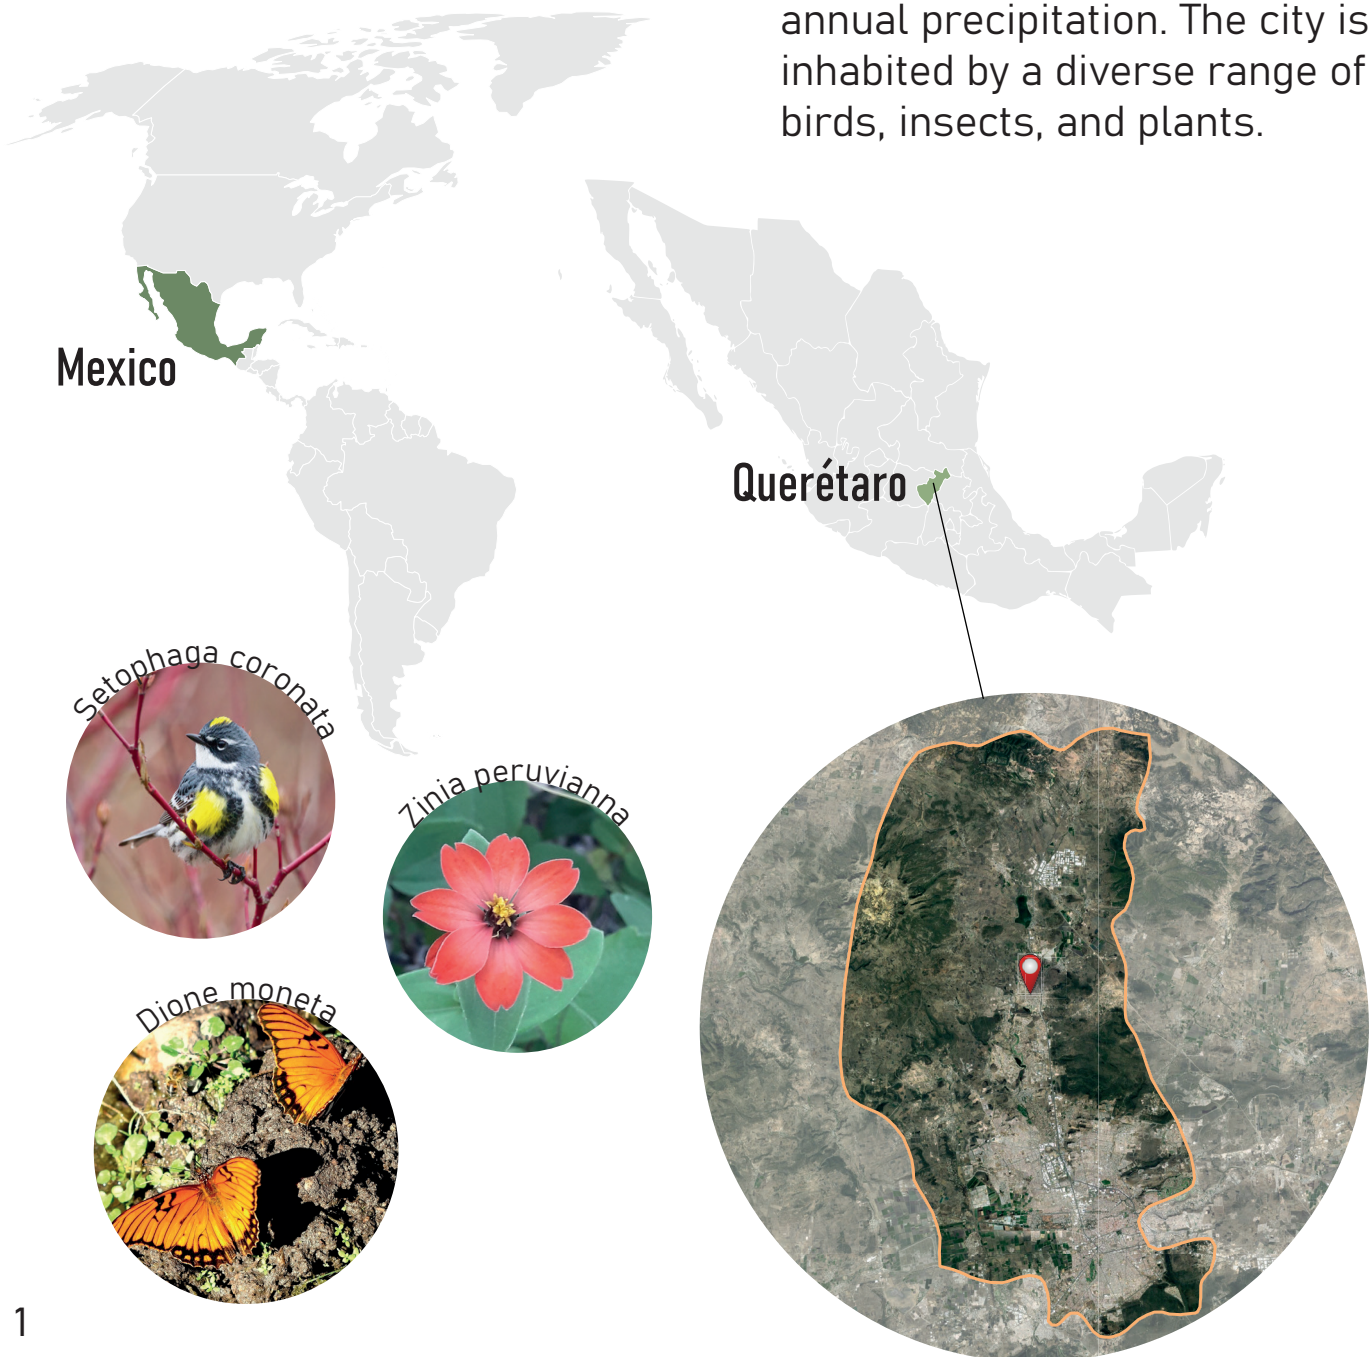 annual precipitation. The city is
inhabited by a diverse range of
birds, insects, and plants.
Mexico
Querétaro
Setophaga coronata
Zinia peruvianna
Dione moneta
1